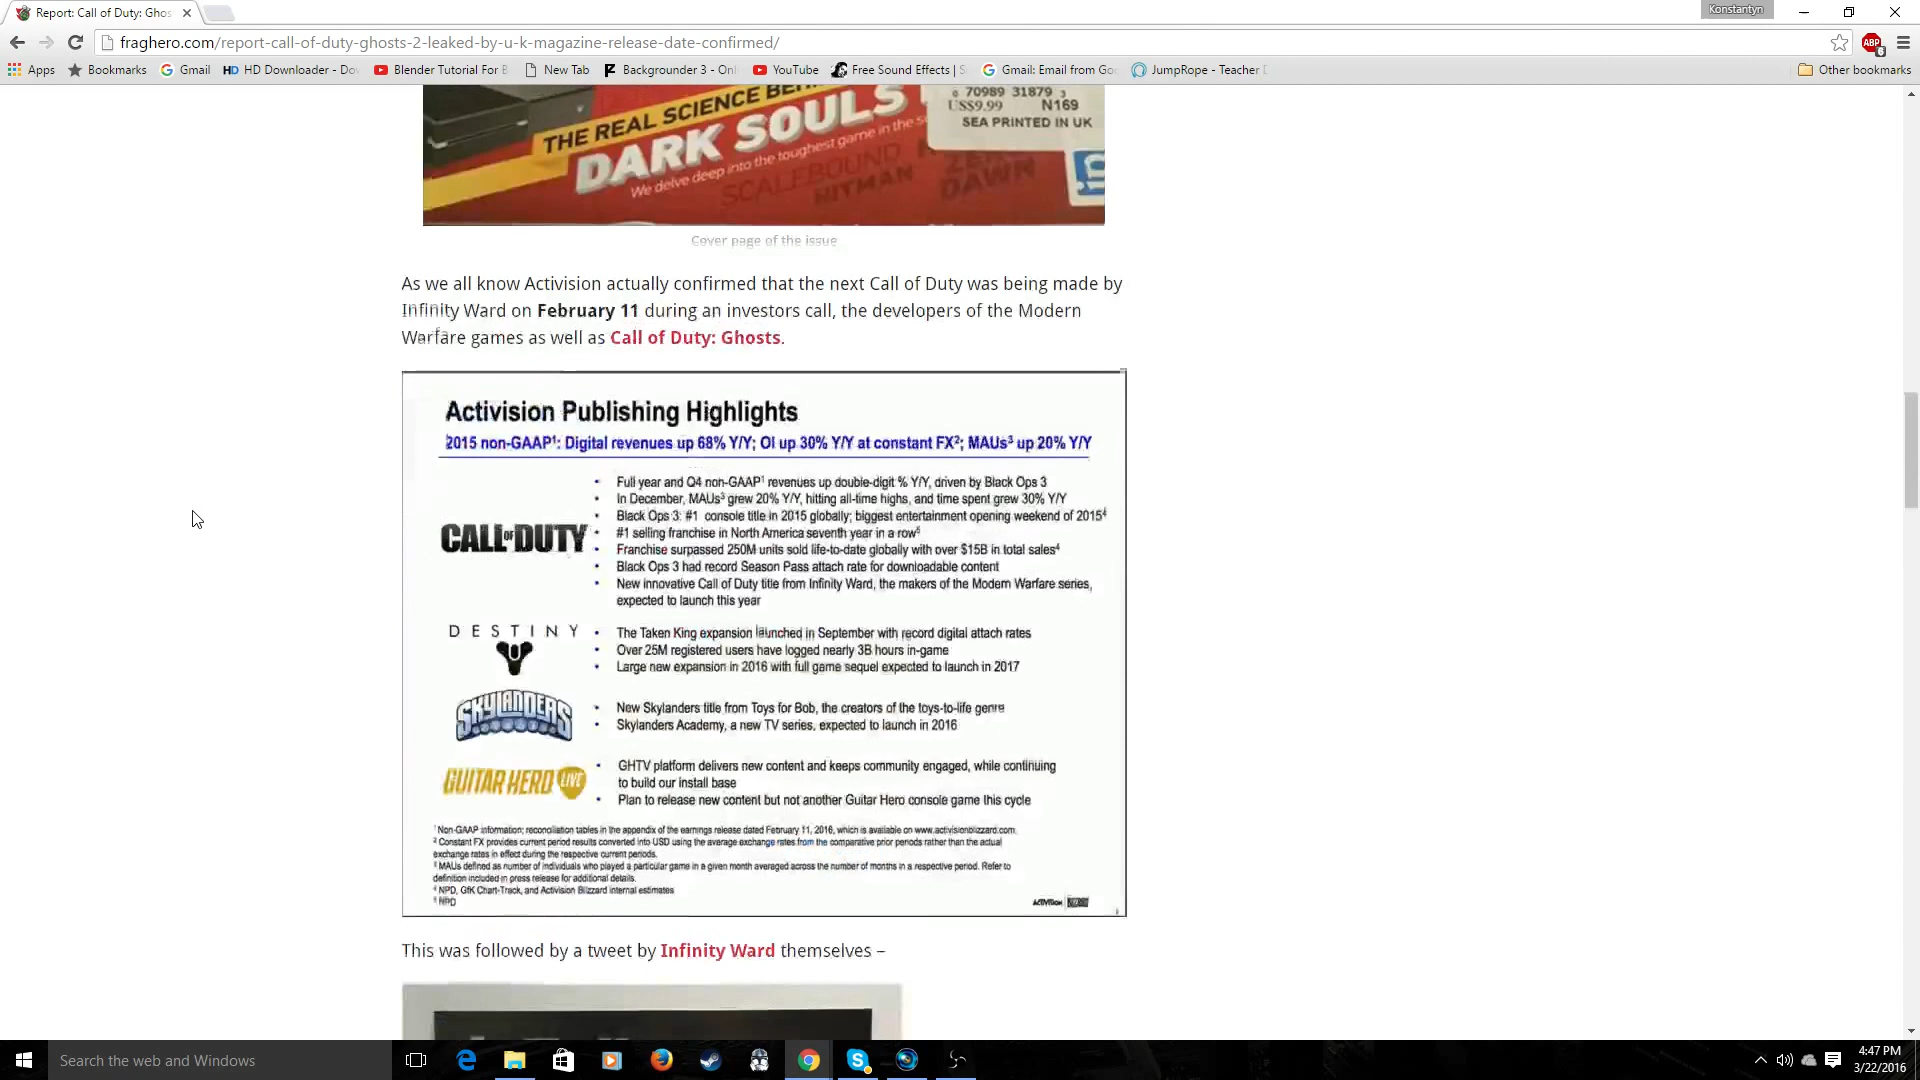 Report: Call of Duty: Ghos
Konstantyn
fraghero.com/report-call-of-duty-ghosts-2-leaked-by-u-k-magazine-release-date-confirmed/
ABP
6
Apps Bookmarks Gmail HD HD Downloader - Do Blender Tutorial For B New Tab Backgrounder 3 - Onl YouTube Free Sound Effects | S Gmail: Email from Goo JumpRope - Teacher Other bookmarks
THE REAL SCIENCE BEH
DARK SOULS
We delve deep into the toughest game in the s
SCALEBOUND
HITMAN
DAWN
70989 31879 3
US$9.99 N169
SEA PRINTED IN UK
Cover page of the issue
As we all know Activision actually confirmed that the next Call of Duty was being made by
Infinity Ward on February 11 during an investors call, the developers of the Modern
Warfare games as well as Call of Duty: Ghosts.
Activision Publishing Highlights
2015 non-GAAP¹: Digital revenues up 68% Y/Y; OI up 30% Y/Y at constant FX²; MAUs³ up 20% Y/Y
CALL OF DUTY
• Full year and Q4 non-GAAP¹ revenues up double-digit % Y/Y, driven by Black Ops 3
• In December, MAUs³ grew 20% Y/Y, hitting all-time highs, and time spent grew 30% Y/Y
• Black Ops 3: #1 console title in 2015 globally; biggest entertainment opening weekend of 2015⁴
• #1 selling franchise in North America seventh year in a row⁵
• Franchise surpassed 250M units sold life-to-date globally with over $15B in total sales⁴
• Black Ops 3 had record Season Pass attach rate for downloadable content
• New innovative Call of Duty title from Infinity Ward, the makers of the Modern Warfare series,
expected to launch this year
DESTINY
• The Taken King expansion launched in September with record digital attach rates
• Over 25M registered users have logged nearly 3B hours in-game
• Large new expansion in 2016 with full game sequel expected to launch in 2017
SKYLANDERS
• New Skylanders title from Toys for Bob, the creators of the toys-to-life genre
• Skylanders Academy, a new TV series, expected to launch in 2016
GUITAR HERO LIVE
• GHTV platform delivers new content and keeps community engaged, while continuing
to build our install base
• Plan to release new content but not another Guitar Hero console game this cycle
¹ Non-GAAP information; reconciliation tables in the appendix of the earnings release dated February 11, 2016, which is available on www.activisionblizzard.com.
² Constant FX provides current period results converted into USD using the average exchange rates from the comparative prior periods rather than the actual
exchange rates in effect during the respective current periods.
³ MAUs defined as number of individuals who played a particular game in a given month averaged across the number of months in a respective period. Refer to
definition included in press release for additional details.
⁴ NPD, GfK Chart-Track, and Activision Blizzard internal estimates
⁵ NPD
ACTIVISION BLIZZARD
This was followed by a tweet by Infinity Ward themselves –
Search the web and Windows
4:47 PM
3/22/2016